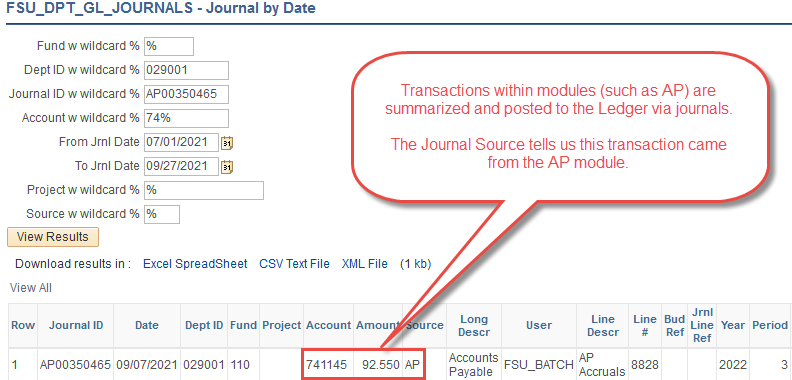 FSU_DPT_GL_JOURNALS - Journal by Date
Fund w wildcard % %
Dept ID w wildcard % 029001
Journal ID w wildcard % AP00350465
Account w wildcard % 74%
From Jrnl Date 07/01/2021
To Jrnl Date 09/27/2021
Project w wildcard % %
Source w wildcard % %
Transactions within modules (such as AP) are
summarized and posted to the Ledger via journals.
The Journal Source tells us this transaction came
from the AP module.
View Results
Download results in : Excel SpreadSheet CSV Text File XML File (1 kb)
View All
Row Journal ID Date Dept ID Fund Project Account Amount Source Long Descr User Line Descr Line # Bud Ref Jrnl Line Ref Year Period
1 AP00350465 09/07/2021 029001 110 741145 92.550 AP Accounts Payable FSU_BATCH AP Accruals 8828 2022 3